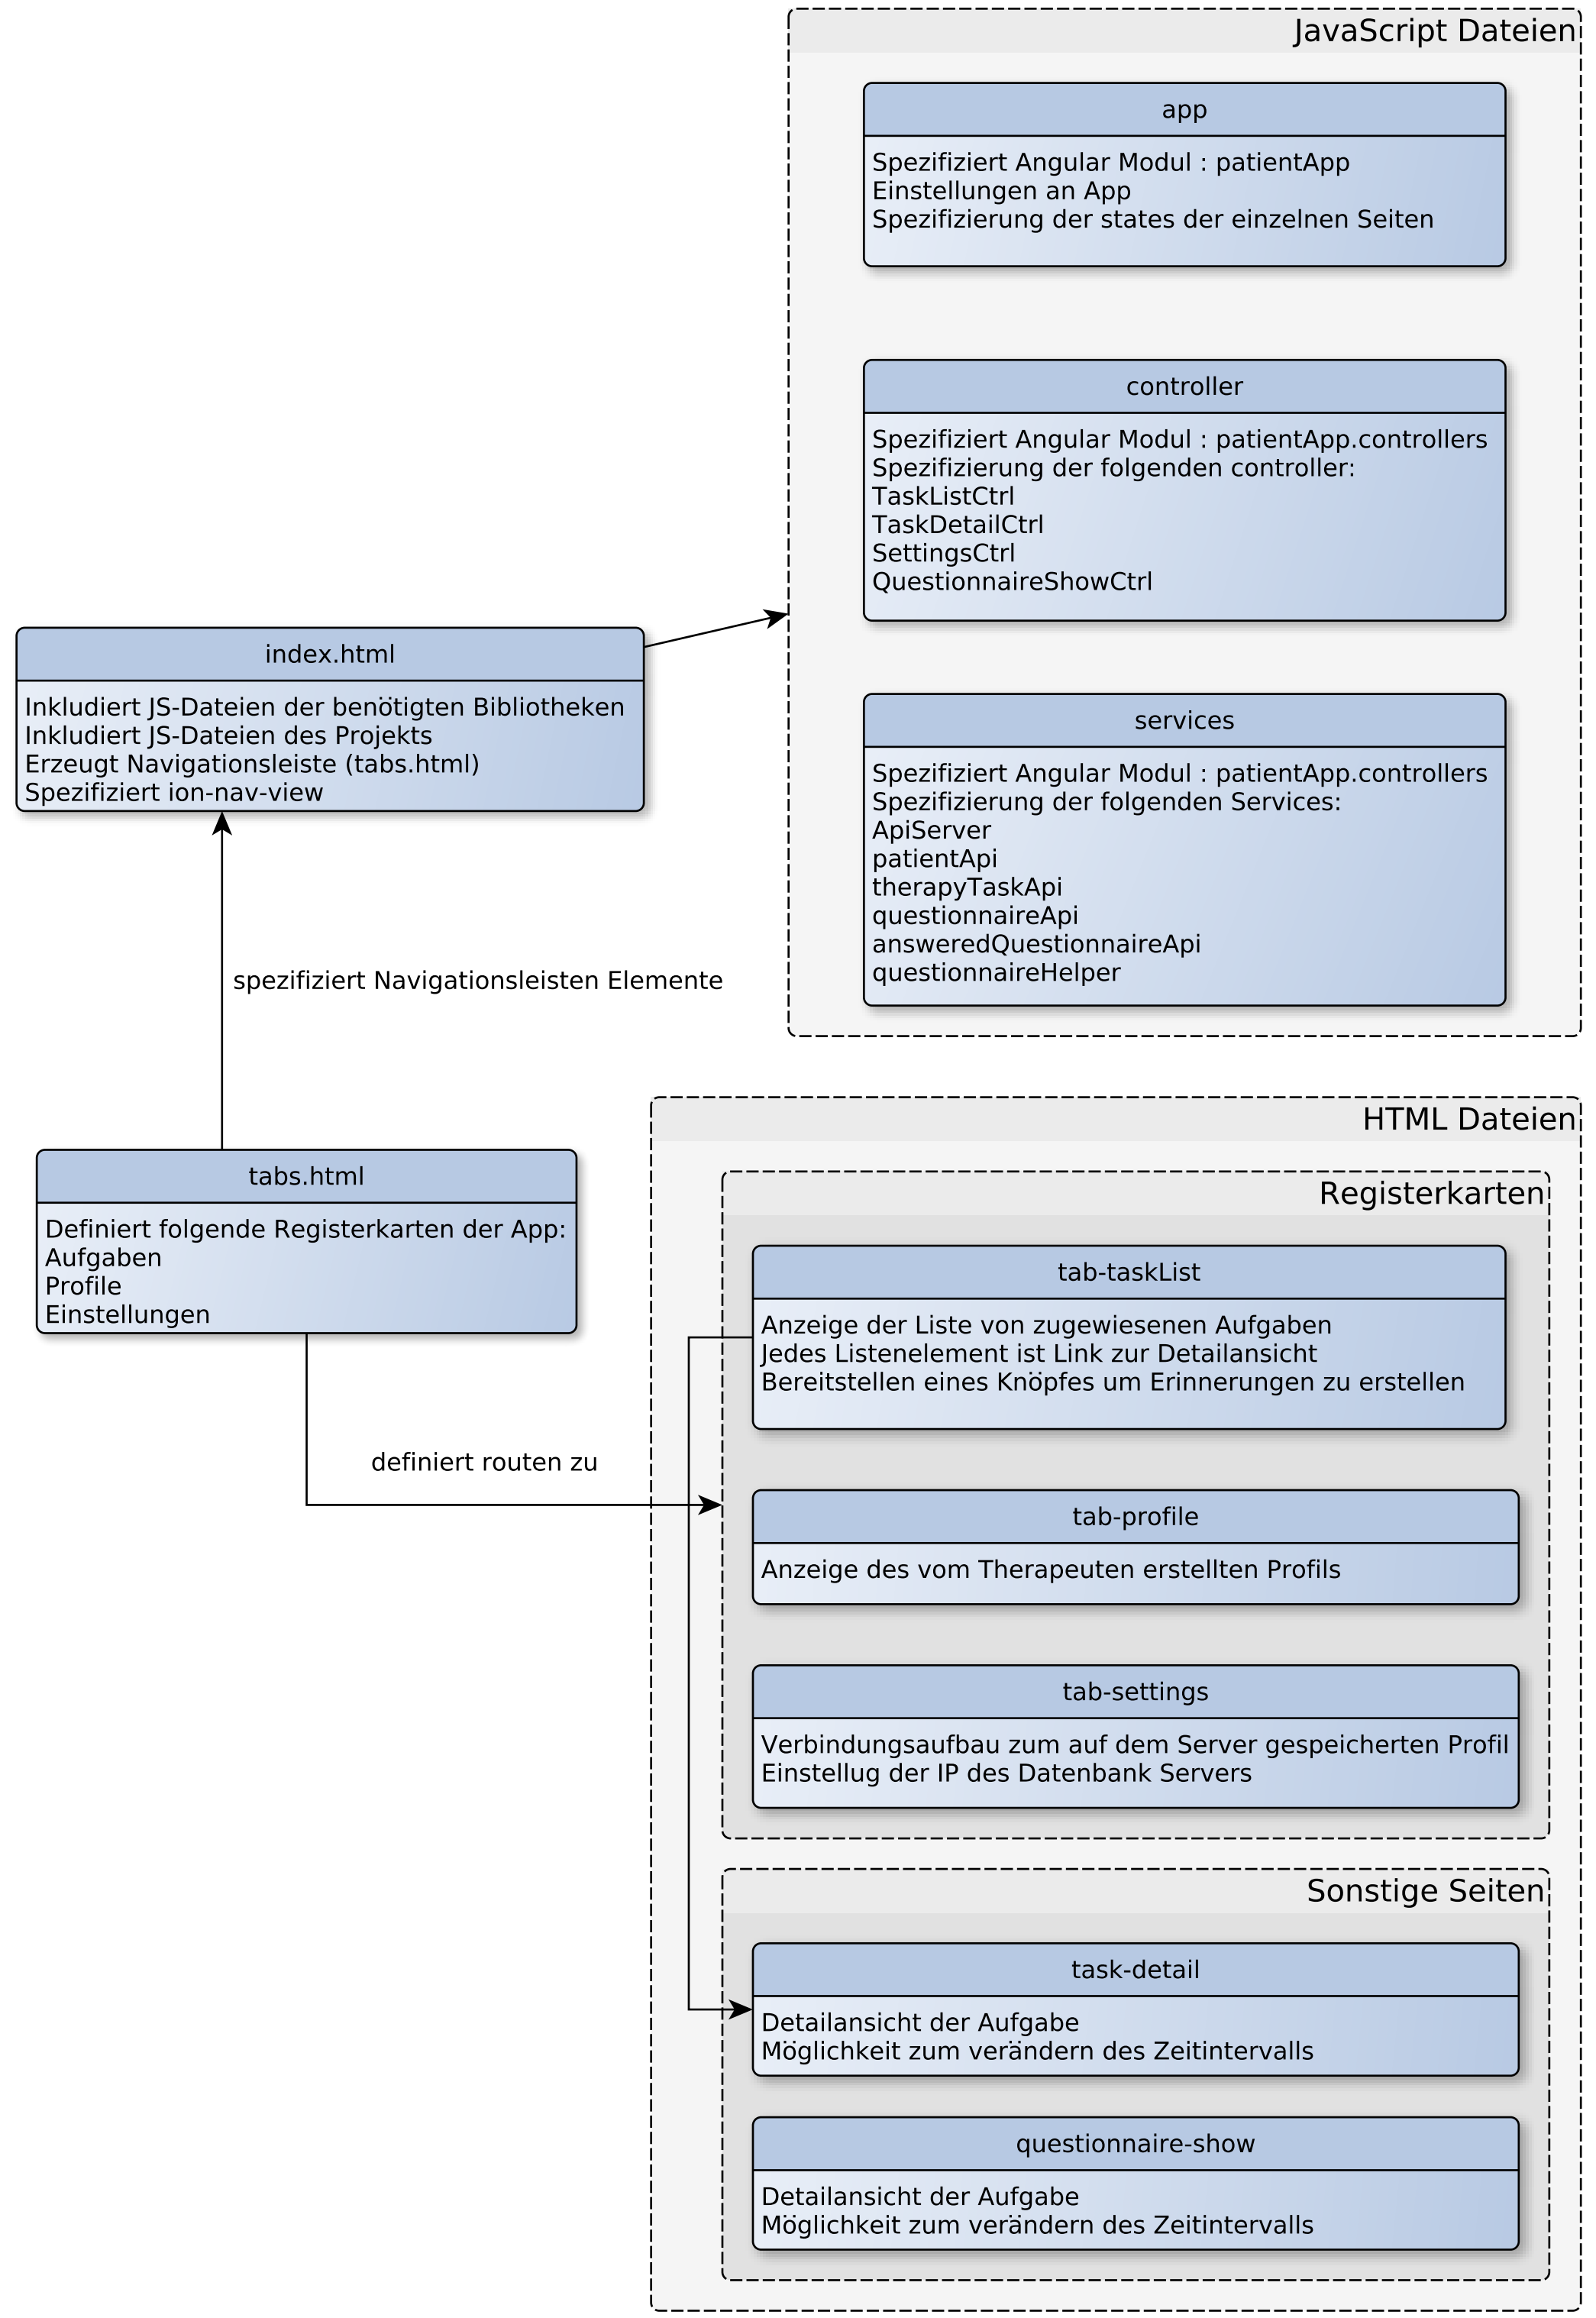 JavaScript Dateien
app
Spezifiziert Angular Modul : patientApp
Einstellungen an App
Spezifizierung der states der einzelnen Seiten
controller
Spezifiziert Angular Modul : patientApp.controllers
Spezifizierung der folgenden controller:
TaskListCtrl
TaskDetailCtrl
SettingsCtrl
QuestionnaireShowCtrl
services
Spezifiziert Angular Modul : patientApp.controllers
Spezifizierung der folgenden Services:
ApiServer
patientApi
therapyTaskApi
questionnaireApi
answeredQuestionnaireApi
questionnaireHelper
index.html
Inkludiert JS-Dateien der benötigten Bibliotheken
Inkludiert JS-Dateien des Projekts
Erzeugt Navigationsleiste (tabs.html)
Spezifiziert ion-nav-view
spezifiziert Navigationsleisten Elemente
tabs.html
Definiert folgende Registerkarten der App:
Aufgaben
Profile
Einstellungen
definiert routen zu
HTML Dateien
Registerkarten
tab-taskList
Anzeige der Liste von zugewiesenen Aufgaben
Jedes Listenelement ist Link zur Detailansicht
Bereitstellen eines Knöpfes um Erinnerungen zu erstellen
tab-profile
Anzeige des vom Therapeuten erstellten Profils
tab-settings
Verbindungsaufbau zum auf dem Server gespeicherten Profil
Einstellug der IP des Datenbank Servers
Sonstige Seiten
task-detail
Detailansicht der Aufgabe
Möglichkeit zum verändern des Zeitintervalls
questionnaire-show
Detailansicht der Aufgabe
Möglichkeit zum verändern des Zeitintervalls